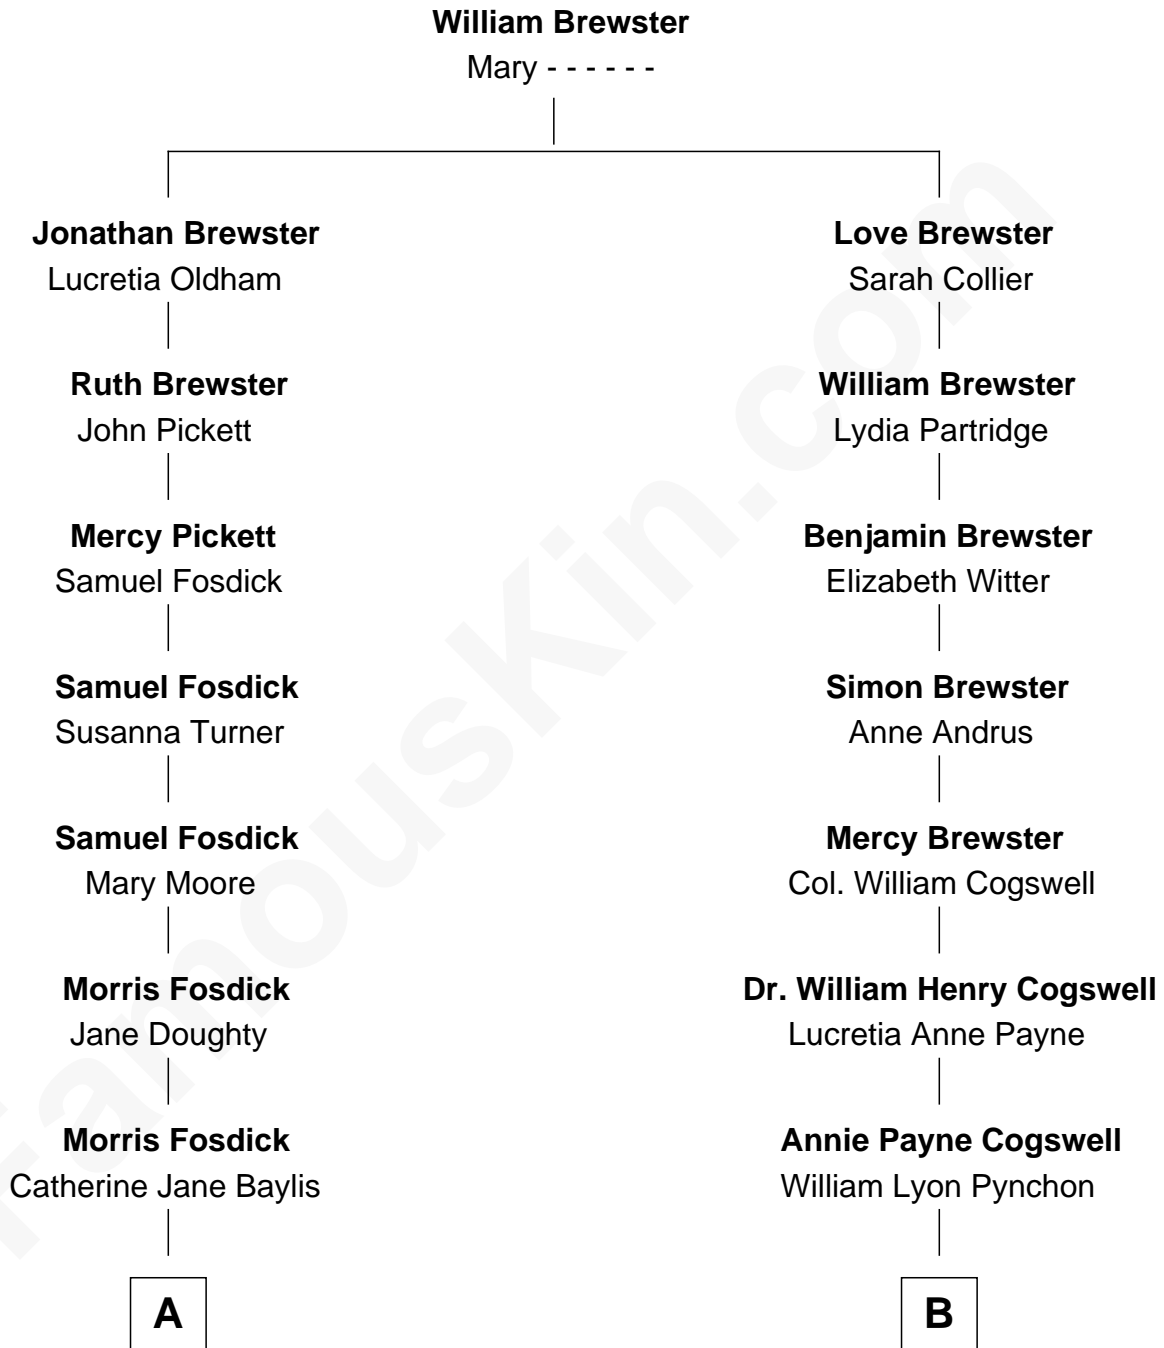 William Brewster
Mary - - - - - -
Jonathan Brewster
Lucretia Oldham
Love Brewster
Sarah Collier
Ruth Brewster
John Pickett
William Brewster
Lydia Partridge
Mercy Pickett
Samuel Fosdick
Benjamin Brewster
Elizabeth Witter
Samuel Fosdick
Susanna Turner
Simon Brewster
Anne Andrus
Samuel Fosdick
Mary Moore
Mercy Brewster
Col. William Cogswell
Morris Fosdick
Jane Doughty
Dr. William Henry Cogswell
Lucretia Anne Payne
Morris Fosdick
Catherine Jane Baylis
Annie Payne Cogswell
William Lyon Pynchon
A
B
FamousKin.com